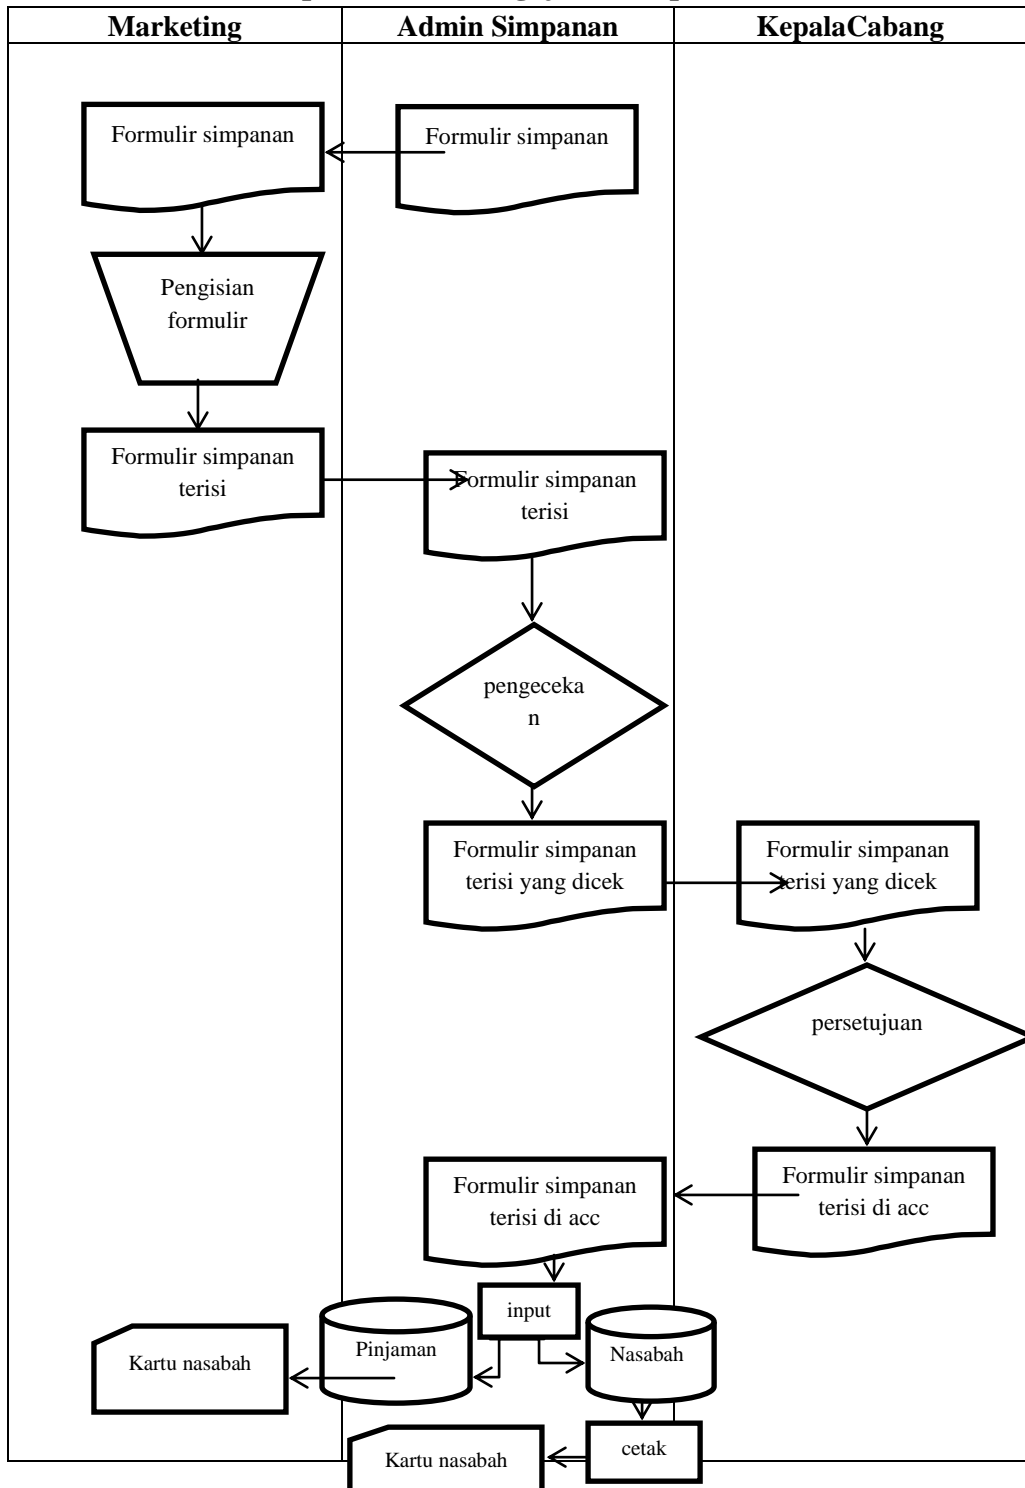 Marketing
Admin Simpanan
KepalaCabang
Formulir simpanan
Formulir simpanan
Pengisian
formulir
Formulir simpanan
terisi
Formulir simpanan
terisi
pengeceka
n
Formulir simpanan
terisi yang dicek
Formulir simpanan
terisi yang dicek
persetujuan
Formulir simpanan
terisi di acc
Formulir simpanan
terisi di acc
input
Pinjaman
Nasabah
Kartu nasabah
cetak
Kartu nasabah